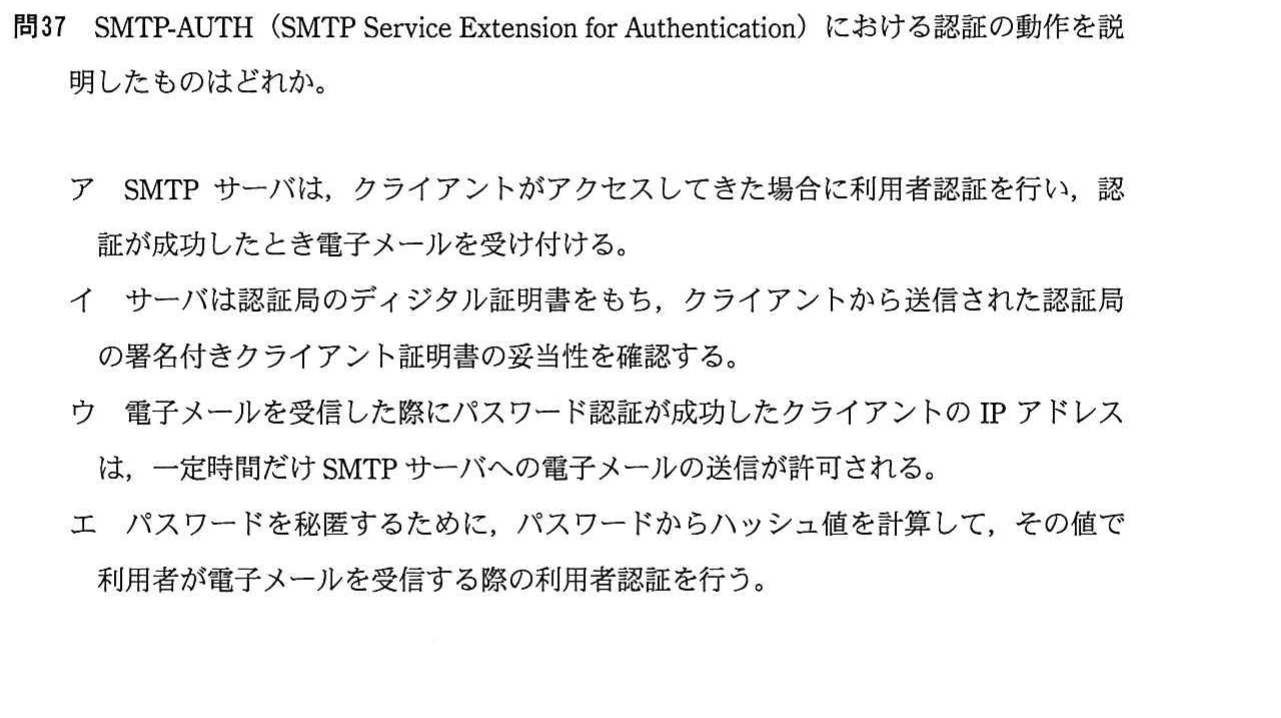 問37　SMTP-AUTH（SMTP Service Extension for Authentication）における認証の動作を説
明したものはどれか。
ア　SMTP サーバは，クライアントがアクセスしてきた場合に利用者認証を行い，認
証が成功したとき電子メールを受け付ける。
イ　サーバは認証局のディジタル証明書をもち，クライアントから送信された認証局
の署名付きクライアント証明書の妥当性を確認する。
ウ　電子メールを受信した際にパスワード認証が成功したクライアントの IP アドレス
は，一定時間だけ SMTP サーバへの電子メールの送信が許可される。
エ　パスワードを秘匿するために，パスワードからハッシュ値を計算して，その値で
利用者が電子メールを受信する際の利用者認証を行う。